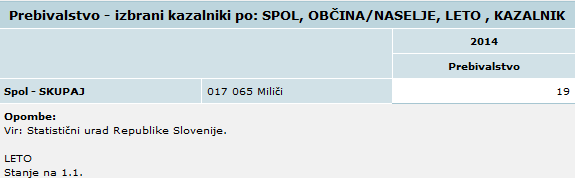 Prebivalstvo - izbrani kazalniki po: SPOL, OBČINA/NASELJE, LETO , KAZALNIK
2014
Prebivalstvo
Spol - SKUPAJ 017 065 Miliči 19
Opombe:
Vir: Statistični urad Republike Slovenije.
LETO
Stanje na 1.1.